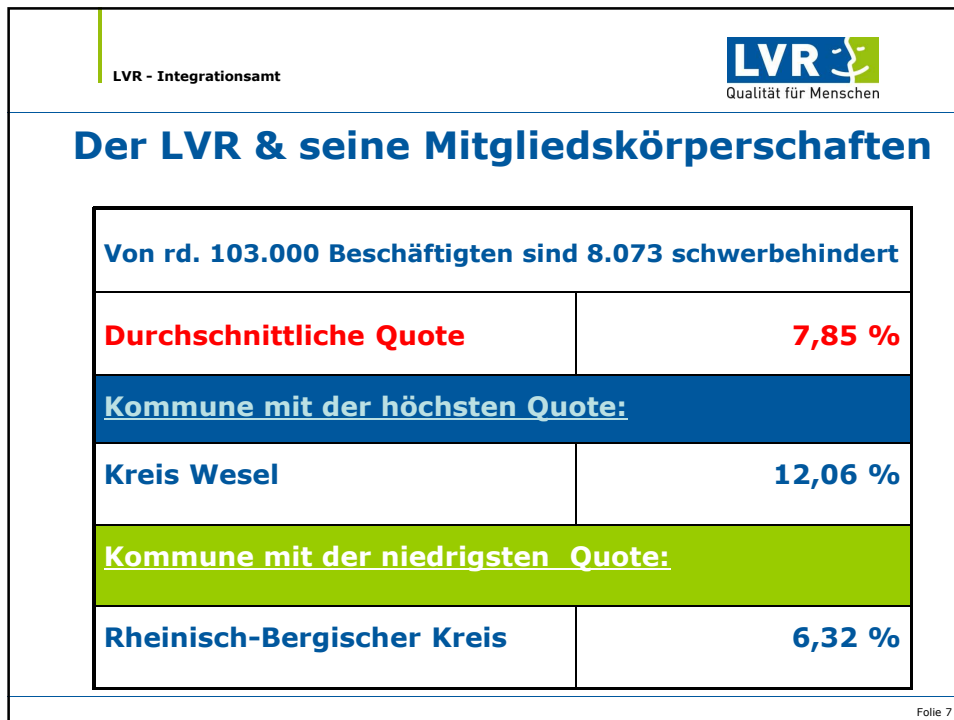 LVR - Integrationsamt
LVR
Qualität für Menschen
Der LVR & seine Mitgliedskörperschaften
Von rd. 103.000 Beschäftigten sind 8.073 schwerbehindert
Durchschnittliche Quote 7,85 %
Kommune mit der höchsten Quote:
Kreis Wesel 12,06 %
Kommune mit der niedrigsten Quote:
Rheinisch-Bergischer Kreis 6,32 %
Folie 7